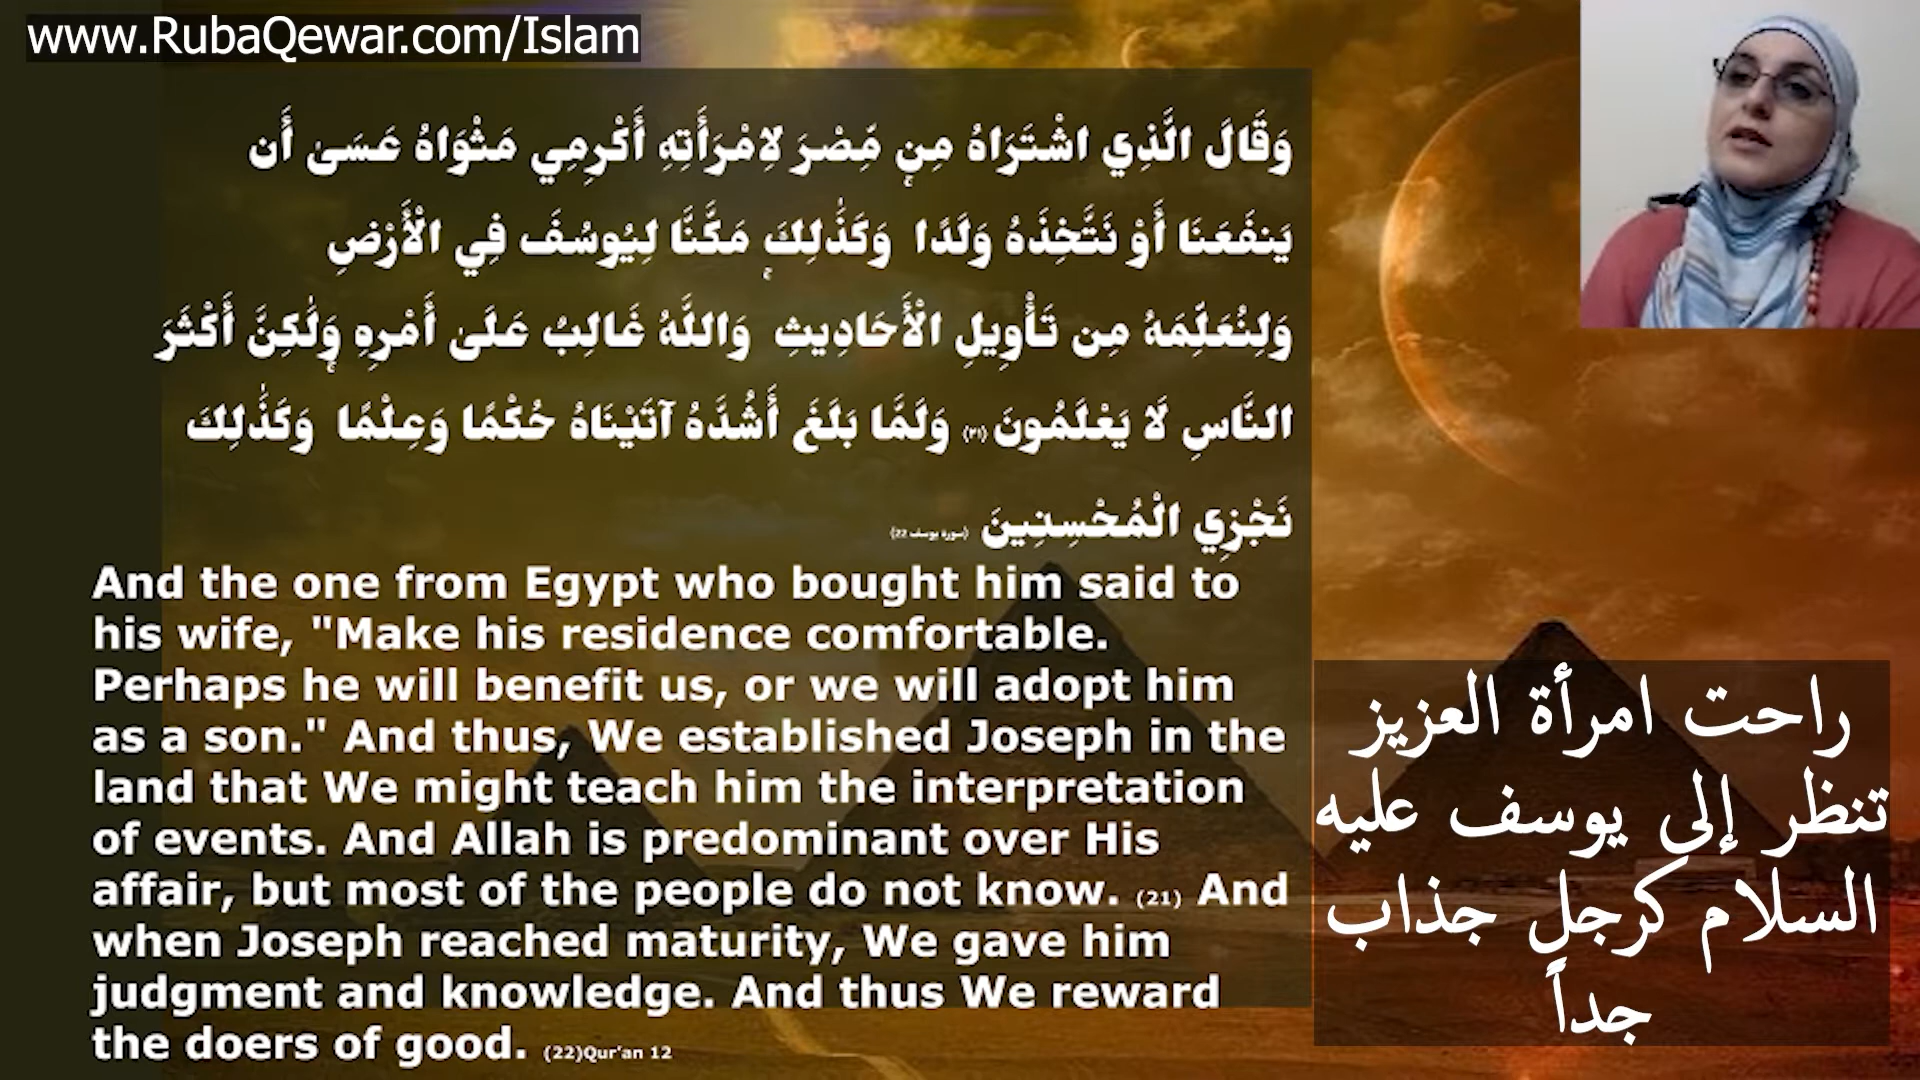 www.RubaQewar.com/Islam
وَقَالَ الَّذِي اشْتَرَاهُ مِن مِّصْرَ لِامْرَأَتِهِ أَكْرِمِي مَثْوَاهُ عَسَىٰ أَن
يَنفَعَنَا أَوْ نَتَّخِذَهُ وَلَدًا وَكَذَٰلِكَ مَكَّنَّا لِيُوسُفَ فِي الْأَرْضِ
وَلِنُعَلِّمَهُ مِن تَأْوِيلِ الْأَحَادِيثِ وَاللَّهُ غَالِبٌ عَلَىٰ أَمْرِهِ وَلَٰكِنَّ أَكْثَرَ
النَّاسِ لَا يَعْلَمُونَ ﴿٢١﴾ وَلَمَّا بَلَغَ أَشُدَّهُ آتَيْنَاهُ حُكْمًا وَعِلْمًا وَكَذَٰلِكَ
نَجْزِي الْمُحْسِنِينَ ﴿سورة يوسف 22﴾
And the one from Egypt who bought him said to
his wife, "Make his residence comfortable.
Perhaps he will benefit us, or we will adopt him
as a son." And thus, We established Joseph in the
land that We might teach him the interpretation
of events. And Allah is predominant over His
affair, but most of the people do not know. (21) And
when Joseph reached maturity, We gave him
judgment and knowledge. And thus We reward
the doers of good. (22)Qur'an 12
راحت امرأة العزيز
تنظر إلى يوسف عليه
السلام كرجل جذاب
جداً